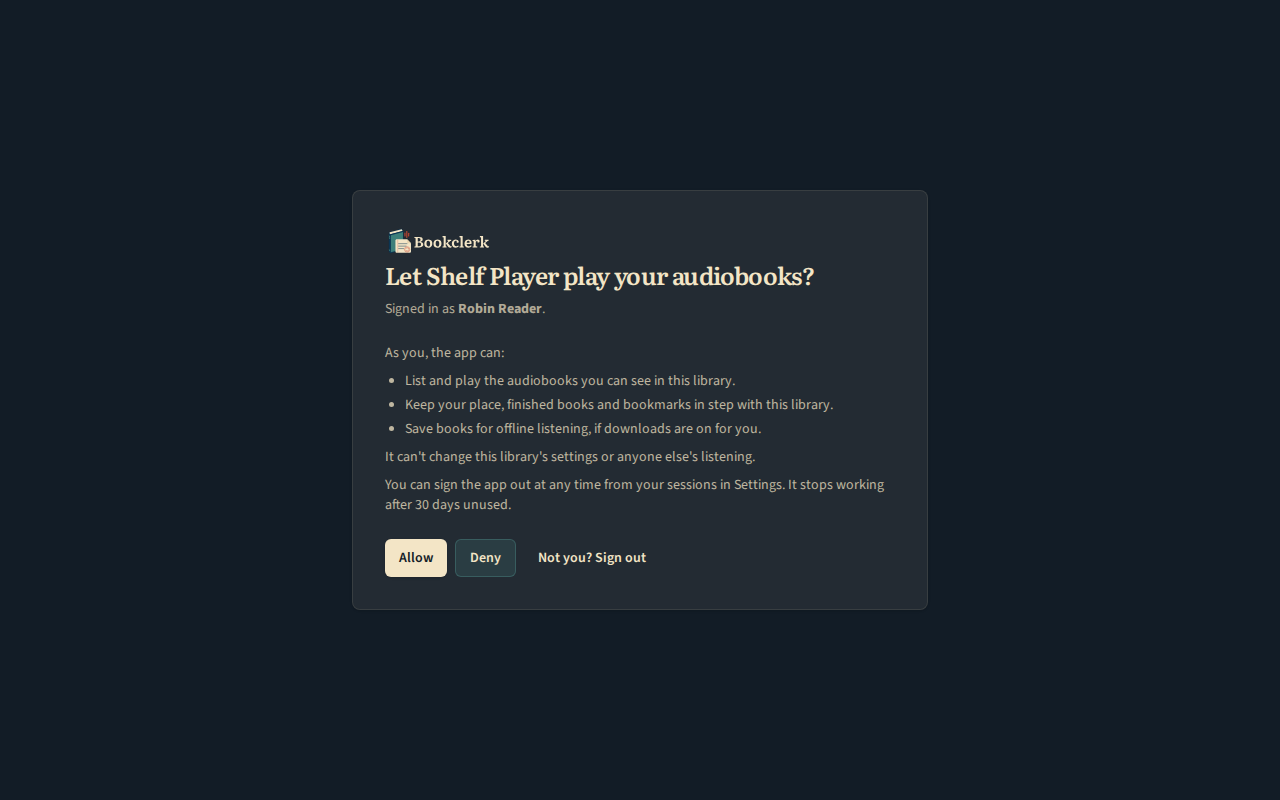 Bookclerk
Let Shelf Player play your audiobooks?
Signed in as Robin Reader.
As you, the app can:
• List and play the audiobooks you can see in this library.
• Keep your place, finished books and bookmarks in step with this library.
• Save books for offline listening, if downloads are on for you.
It can't change this library's settings or anyone else's listening.
You can sign the app out at any time from your sessions in Settings. It stops working
after 30 days unused.
Allow Deny Not you? Sign out